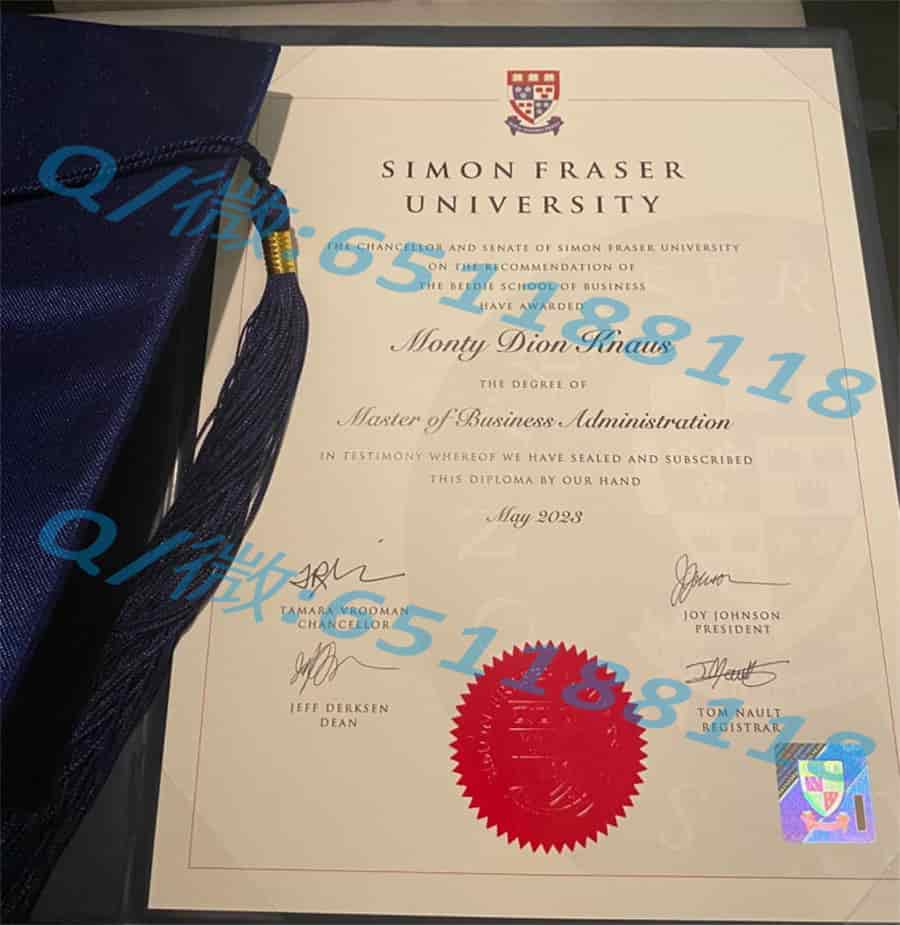 SIMON FRASER
UNIVERSITY
THE CHANCELLOR AND SENATE OF SIMON FRASER UNIVERSITY
ON THE RECOMMENDATION OF
THE BEEDIE SCHOOL OF BUSINESS
HAVE AWARDED
Monty Dion Knaus
THE DEGREE OF
Master of Business Administration
IN TESTIMONY WHEREOF WE HAVE SEALED AND SUBSCRIBED
THIS DIPLOMA BY OUR HAND
May 2023
TAMARA VROOMAN
CHANCELLOR
JOY JOHNSON
PRESIDENT
JEFF DERKSEN
DEAN
TOM NAULT
REGISTRAR
Q/微:651188118
Q/微:651188118